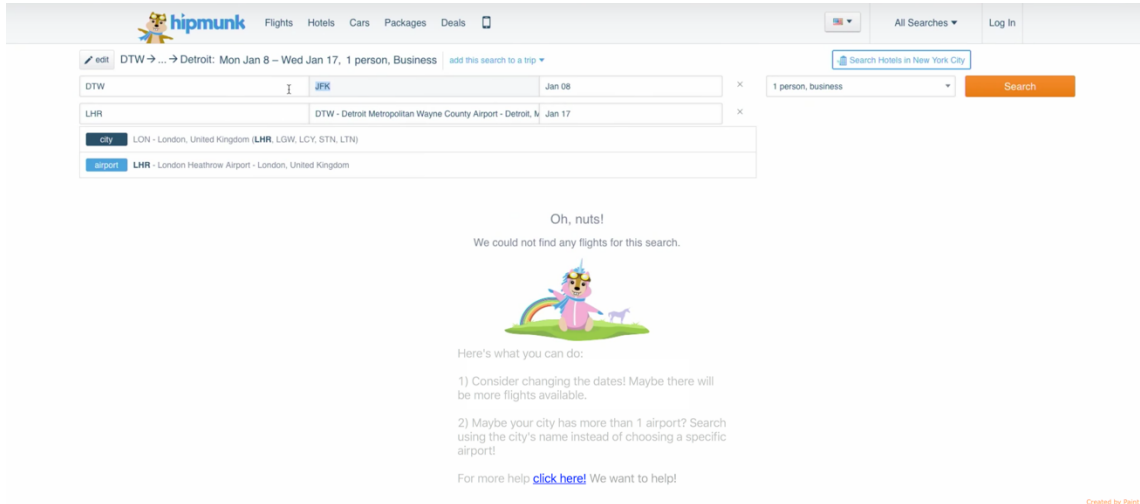 hipmunk Flights Hotels Cars Packages Deals All Searches ▾ Log In
edit DTW → ... → Detroit: Mon Jan 8 – Wed Jan 17, 1 person, Business add this search to a trip ▾ Search Hotels in New York City
DTW JFK Jan 08 × 1 person, business Search
LHR DTW - Detroit Metropolitan Wayne County Airport - Detroit, M Jan 17 ×
city LON - London, United Kingdom (LHR, LGW, LCY, STN, LTN)
airport LHR - London Heathrow Airport - London, United Kingdom
Oh, nuts!
We could not find any flights for this search.
Here's what you can do:
1) Consider changing the dates! Maybe there will
be more flights available.
2) Maybe your city has more than 1 airport? Search
using the city's name instead of choosing a specific
airport!
For more help click here! We want to help!
Created by Paint